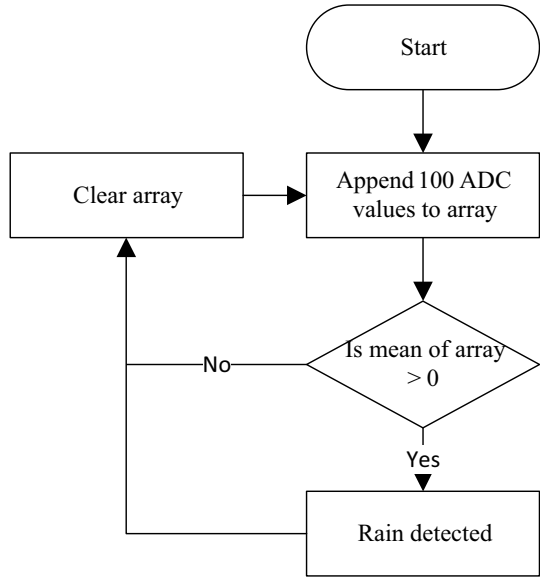 Start
Clear array
Append 100 ADC
values to array
Is mean of array
> 0
No
Yes
Rain detected